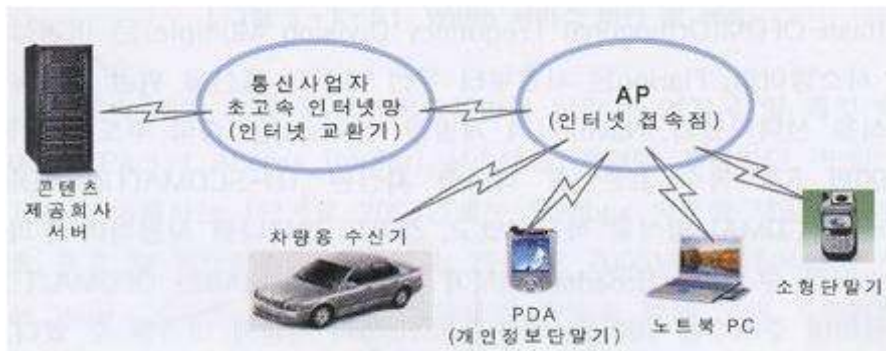 통신사업자
초고속 인터넷망
(인터넷 교환기)
AP
(인터넷 접속점)
콘텐츠
제공회사
서버
차량용 수신기
PDA
(개인정보단말기)
노트북 PC
소형단말기